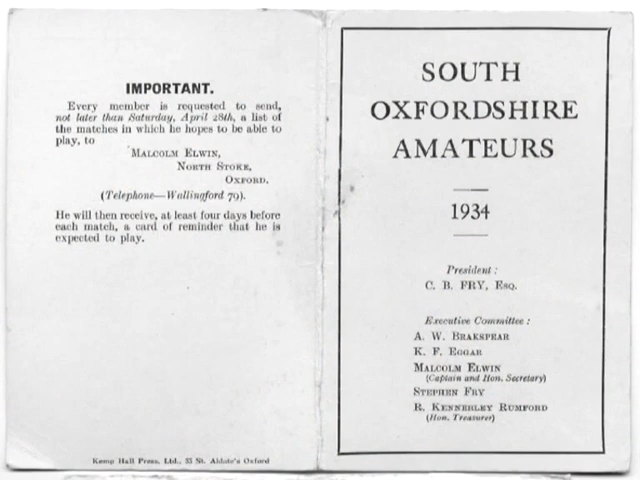 IMPORTANT.
Every member is requested to send,
not later than Saturday, April 28th, a list of
the matches in which he hopes to be able to
play, to
MALCOLM ELWIN,
NORTH STOKE,
OXFORD.
(Telephone—Wallingford 79).
He will then receive, at least four days before
each match, a card of reminder that he is
expected to play.
Kemp Hall Press, Ltd., 33 St. Aldate's Oxford
SOUTH
OXFORDSHIRE
AMATEURS
1934
President :
C. B. FRY, ESQ.
Executive Committee :
A. W. BRAKSPEAR
K. F. EGGAR
MALCOLM ELWIN
(Captain and Hon. Secretary)
STEPHEN FRY
R. KENNERLEY RUMFORD
(Hon. Treasurer)